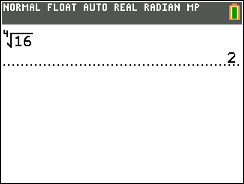 NORMAL FLOAT AUTO REAL RADIAN MP
⁴√16
2